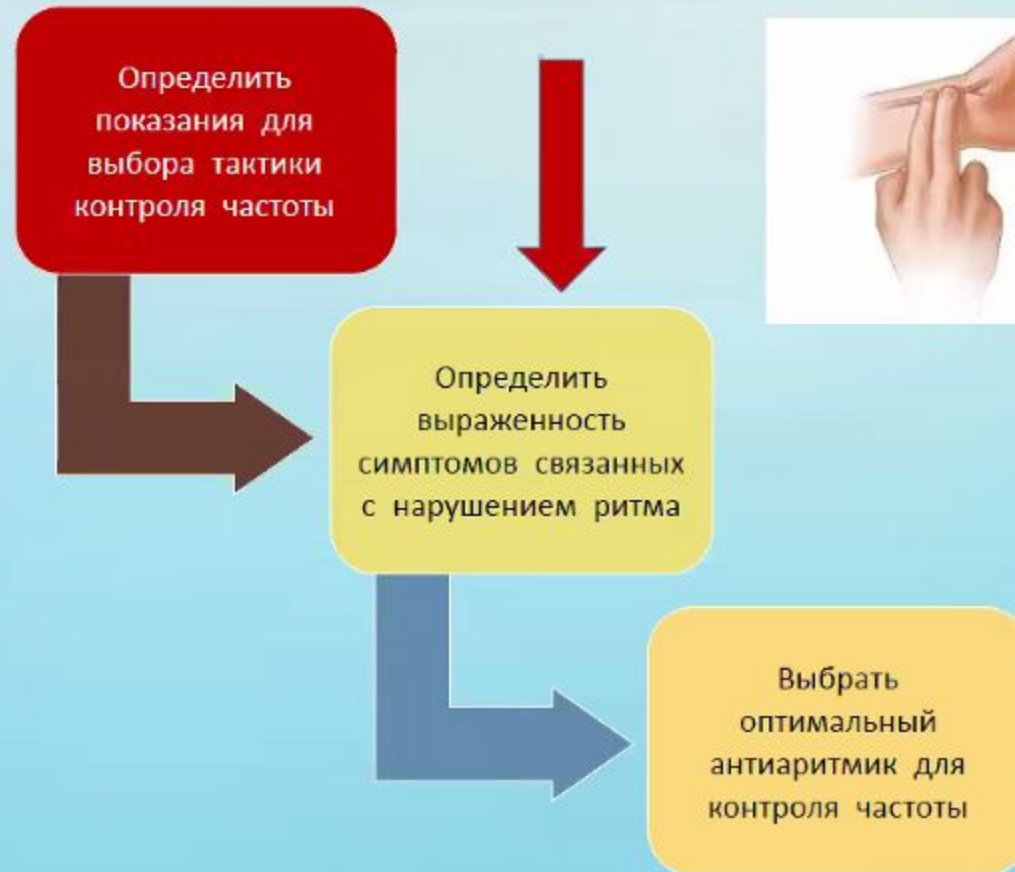 Определить
показания для
выбора тактики
контроля частоты
Определить
выраженность
симптомов связанных
с нарушением ритма
Выбрать
оптимальный
антиаритмик для
контроля частоты